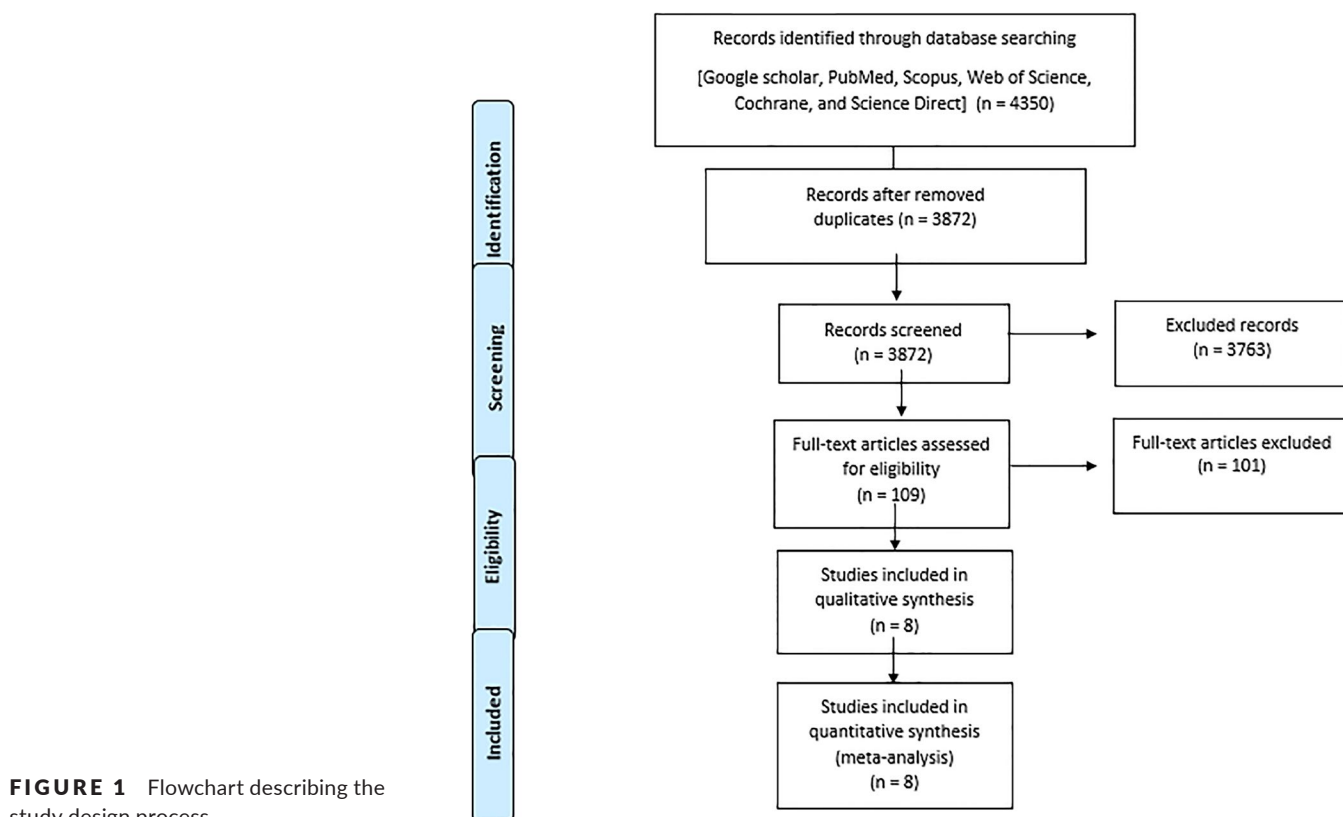 Records identified through database searching
[Google scholar, PubMed, Scopus, Web of Science,
Cochrane, and Science Direct] (n = 4350)
Identification
Records after removed
duplicates (n = 3872)
Screening
Records screened
(n = 3872)
Excluded records
(n = 3763)
Eligibility
Full-text articles assessed
for eligibility
(n = 109)
Full-text articles excluded
(n = 101)
Studies included in
qualitative synthesis
(n = 8)
Included
Studies included in
quantitative synthesis
(meta-analysis)
(n = 8)
FIGURE 1 Flowchart describing the
study design process